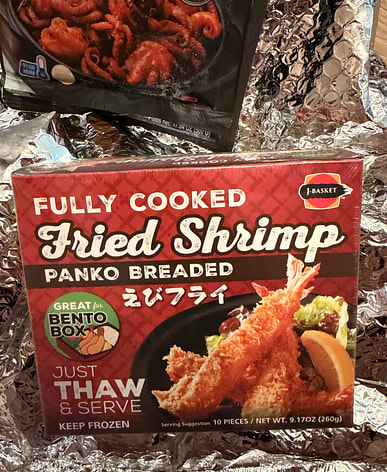 J-BASKET
FULLY COOKED
Fried Shrimp
PANKO BREADED
えびフライ
GREAT for
BENTO
BOX
JUST
THAW
& SERVE
KEEP FROZEN
Serving Suggestion 10 PIECES / NET WT. 9.17OZ (260g)